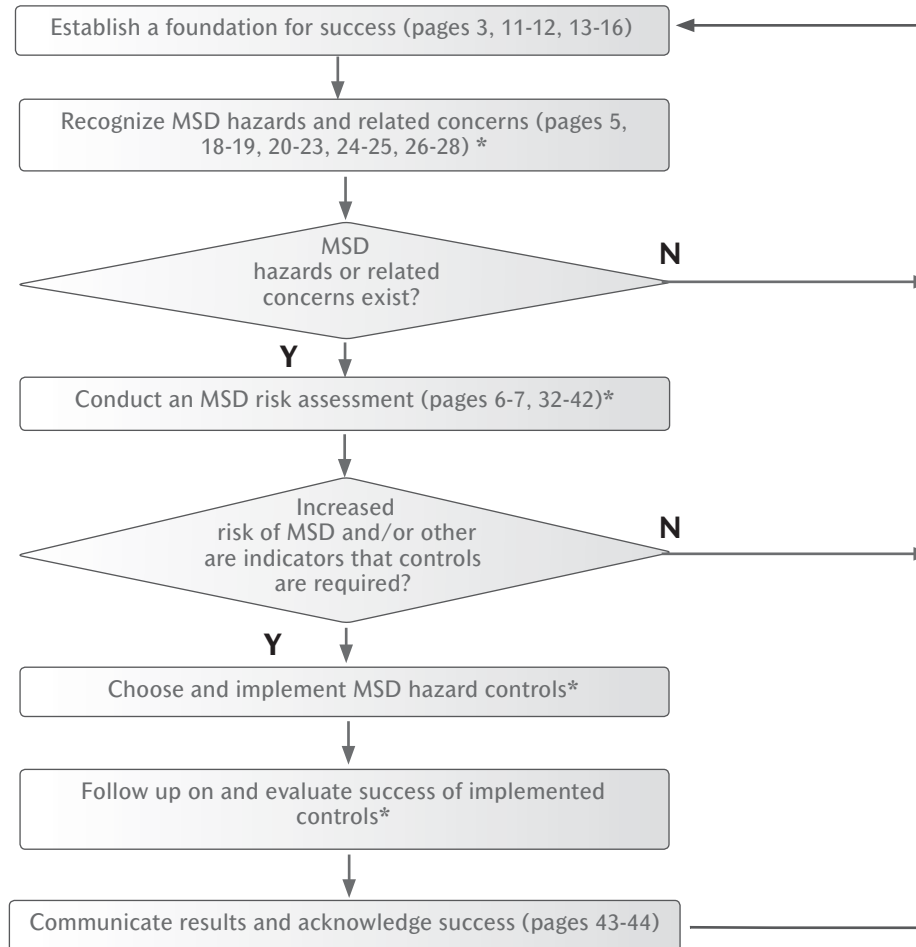 Establish a foundation for success (pages 3, 11-12, 13-16)
Recognize MSD hazards and related concerns (pages 5,
18-19, 20-23, 24-25, 26-28) *
MSD
hazards or related
concerns exist?
N
Y
Conduct an MSD risk assessment (pages 6-7, 32-42)*
Increased
risk of MSD and/or other
are indicators that controls
are required?
N
Y
Choose and implement MSD hazard controls*
Follow up on and evaluate success of implemented
controls*
Communicate results and acknowledge success (pages 43-44)